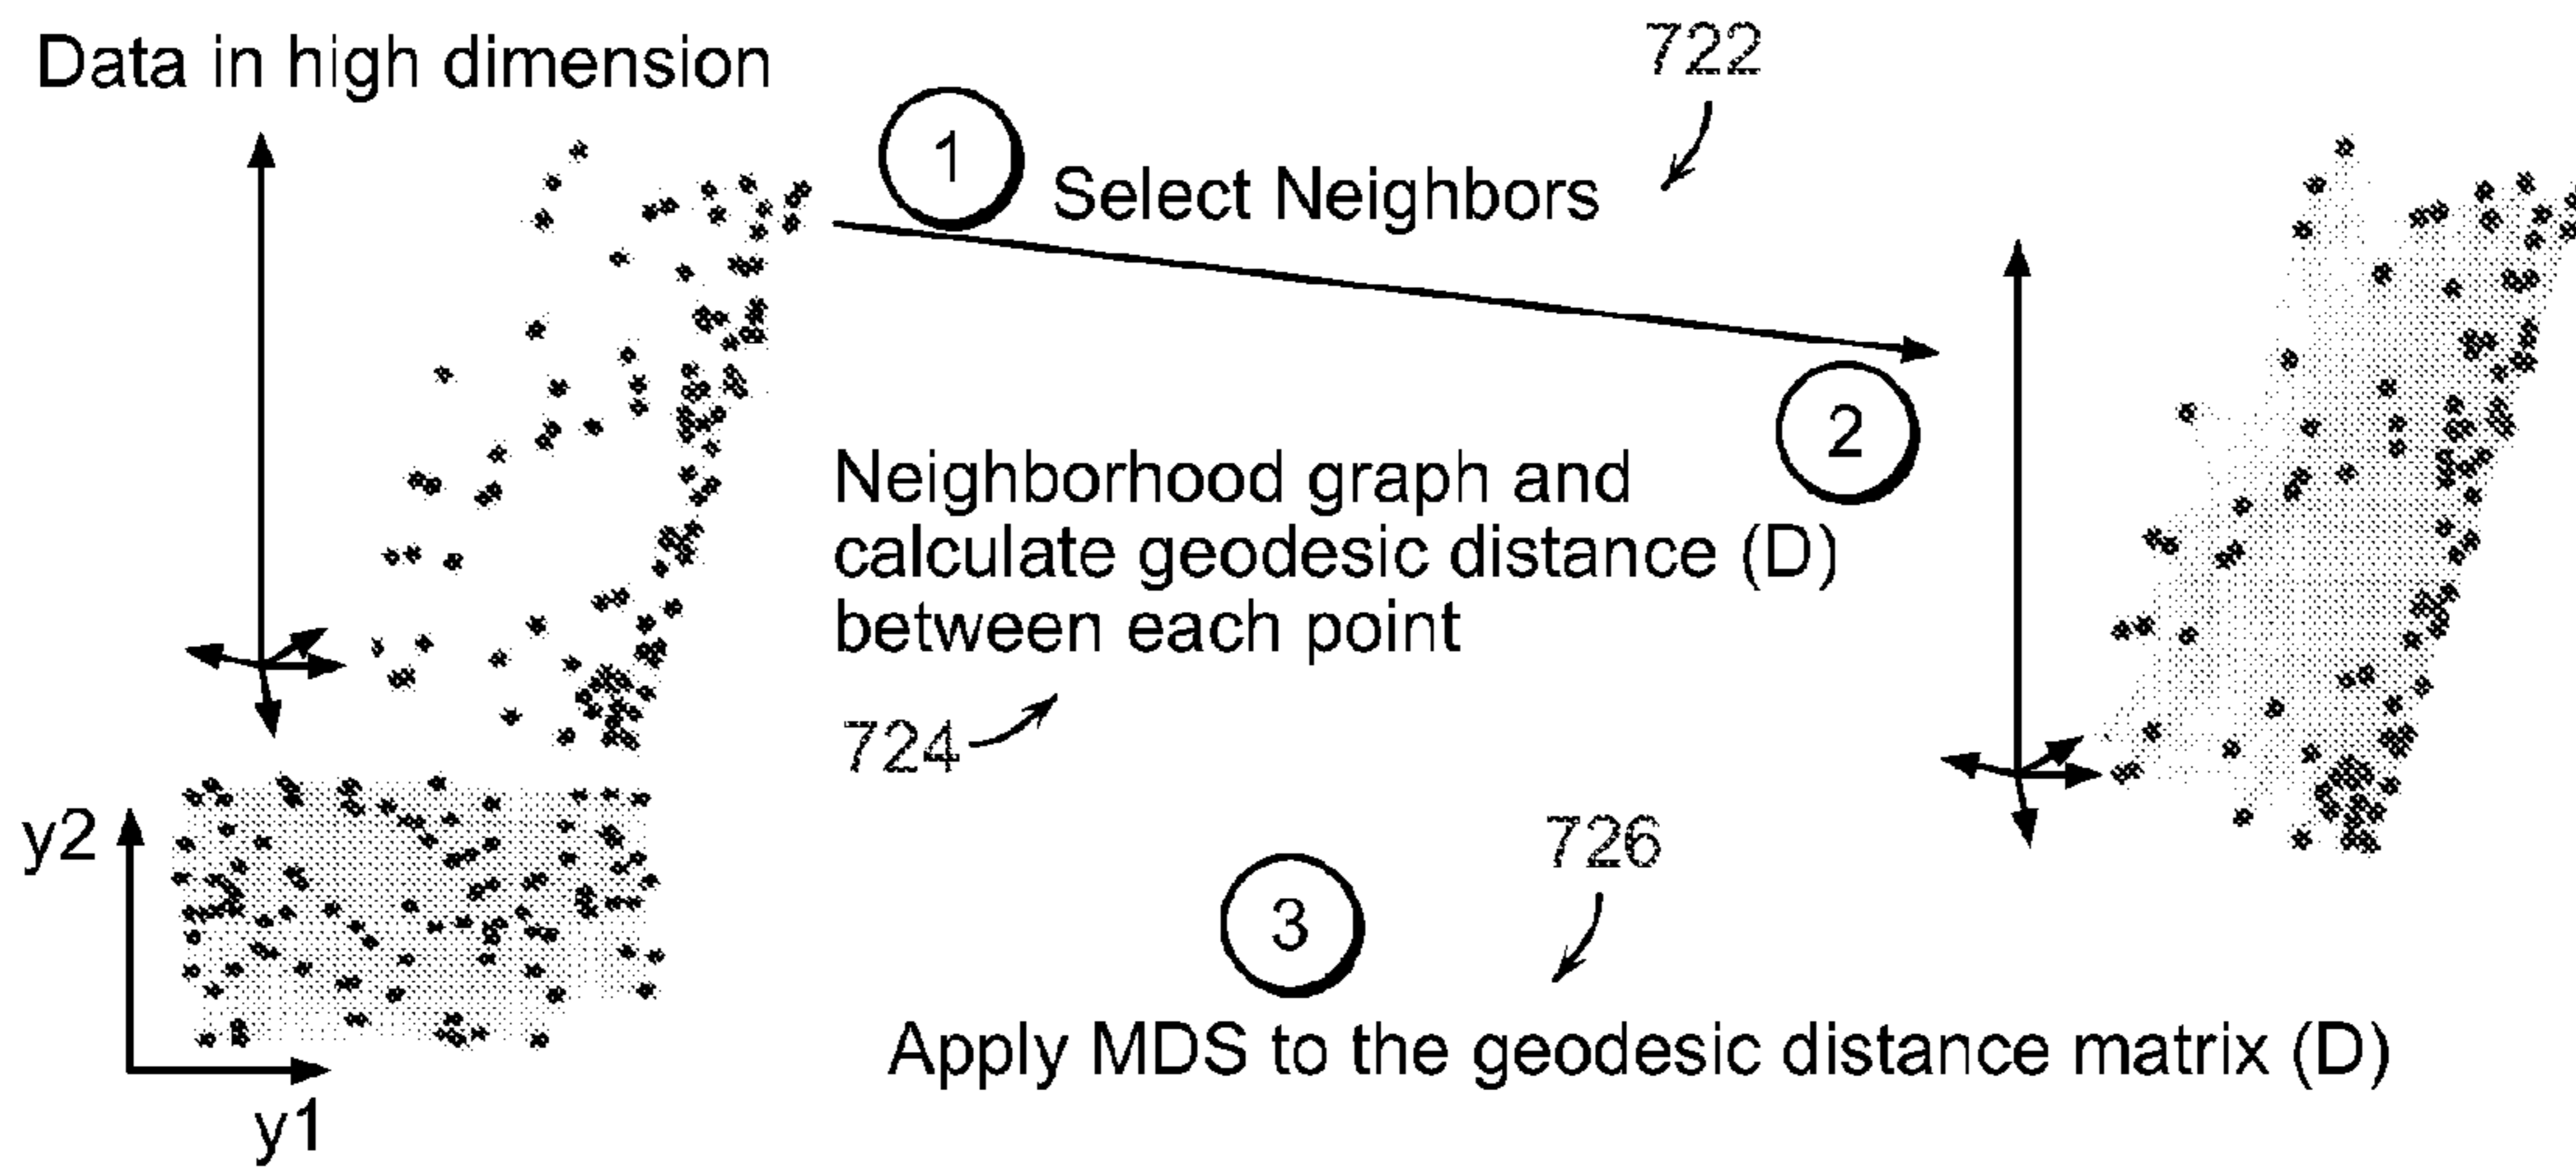 Data in high dimension
722
1
Select Neighbors
2
Neighborhood graph and
calculate geodesic distance (D)
between each point
724
y2
726
3
Apply MDS to the geodesic distance matrix (D)
y1